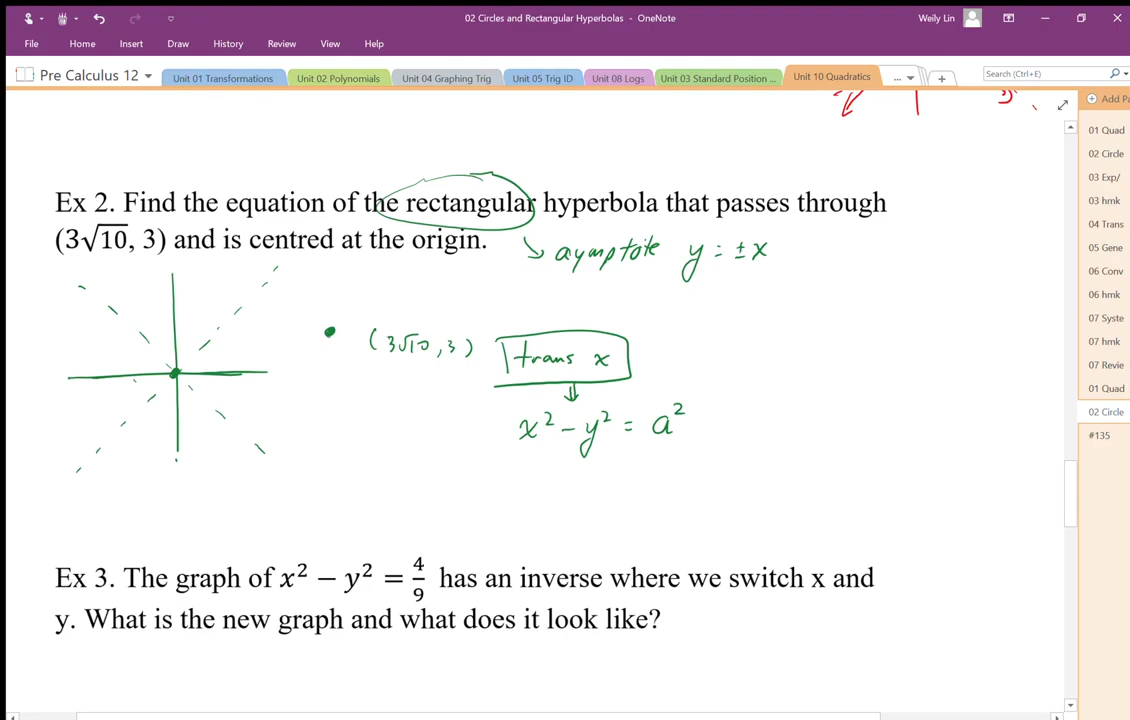 02 Circles and Rectangular Hyperbolas - OneNote
Weily Lin
File Home Insert Draw History Review View Help
Pre Calculus 12
Unit 01 Transformations
Unit 02 Polynomials
Unit 04 Graphing Trig
Unit 05 Trig ID
Unit 08 Logs
Unit 03 Standard Position ...
Unit 10 Quadratics
...
Search (Ctrl+E)
Add Pa
01 Quad
02 Circle
03 Exp/
03 hmk
04 Trans
05 Gene
06 Conv
06 hmk
07 Syste
07 hmk
07 Revie
01 Quad
02 Circle
#135
Ex 2. Find the equation of the rectangular hyperbola that passes through
(3√10, 3) and is centred at the origin.
asymptote y = ± x
(3√10, 3)
trans x
x² - y² = a²
Ex 3. The graph of x² − y² = 4/9 has an inverse where we switch x and
y. What is the new graph and what does it look like?